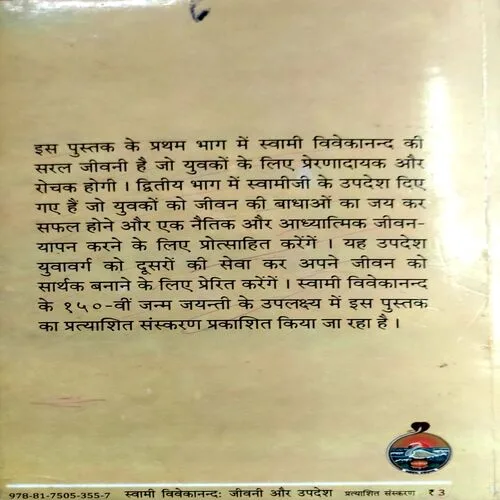 इस पुस्तक के प्रथम भाग में स्वामी विवेकानन्द की
सरल जीवनी है जो युवकों के लिए प्रेरणादायक और
रोचक होगी । द्वितीय भाग में स्वामीजी के उपदेश दिए
गए हैं जो युवकों को जीवन की बाधाओं का जय कर
सफल होने और एक नैतिक और आध्यात्मिक जीवन-
यापन करने के लिए प्रोत्साहित करेंगें । यह उपदेश
युवावर्ग को दूसरों की सेवा कर अपने जीवन को
सार्थक बनाने के लिए प्रेरित करेंगें । स्वामी विवेकानन्द
के १५०-वीं जन्म जयन्ती के उपलक्ष्य में इस पुस्तक
का प्रत्याशित संस्करण प्रकाशित किया जा रहा है ।
978-81-7505-355-7 स्वामी विवेकानन्द: जीवनी और उपदेश प्रत्याशित संस्करण ₹ 3